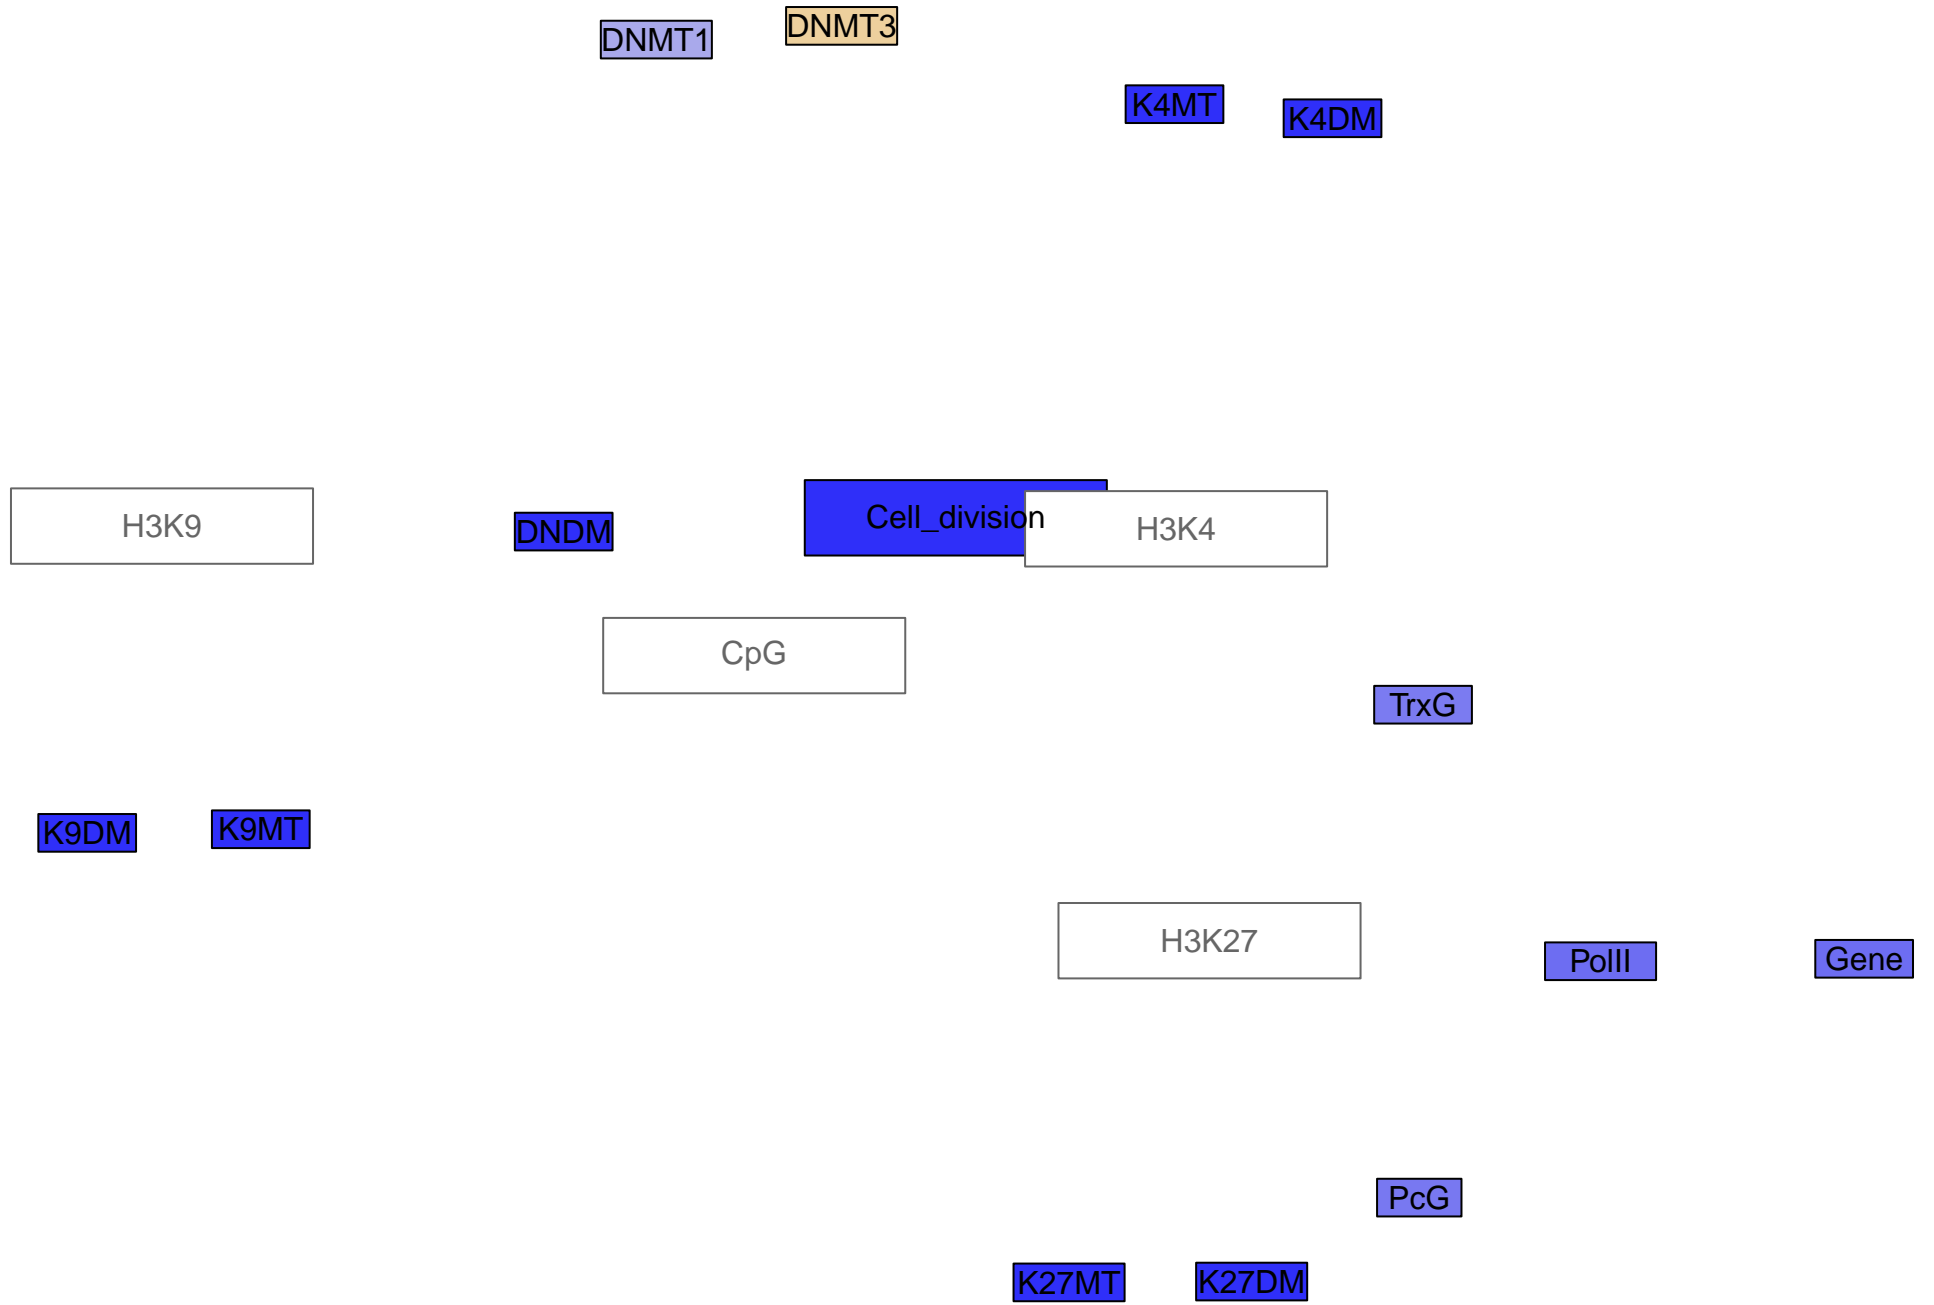 DNMT1
DNMT3
K4MT
K4DM
H3K9
DNDM
Cell_division
H3K4
CpG
TrxG
K9DM
K9MT
H3K27
PolII
Gene
PcG
K27MT
K27DM